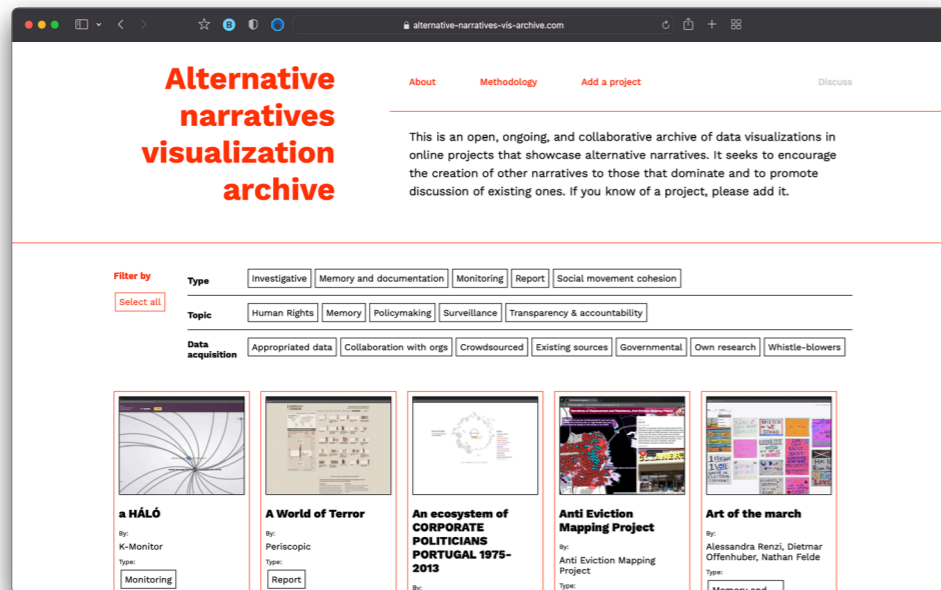 alternative-narratives-vis-archive.com
Alternative
narratives
visualization
archive
About Methodology Add a project Discuss
This is an open, ongoing, and collaborative archive of data visualizations in
online projects that showcase alternative narratives. It seeks to encourage
the creation of other narratives to those that dominate and to promote
discussion of existing ones. If you know of a project, please add it.
Filter by
Select all
Type Investigative Memory and documentation Monitoring Report Social movement cohesion
Topic Human Rights Memory Policymaking Surveillance Transparency & accountability
Data
acquisition Appropriated data Collaboration with orgs Crowdsourced Existing sources Governmental Own research Whistle-blowers
a HÁLÓ
By:
K-Monitor
Type:
Monitoring
A World of Terror
By:
Periscopic
Type:
Report
An ecosystem of
CORPORATE
POLITICIANS
PORTUGAL 1975-
2013
By:
CLEANERS
Anti Eviction
Mapping Project
By:
Anti Eviction Mapping
Project
Type:
Art of the march
By:
Alessandra Renzi, Dietmar
Offenhuber, Nathan Felde
Type:
Memory and